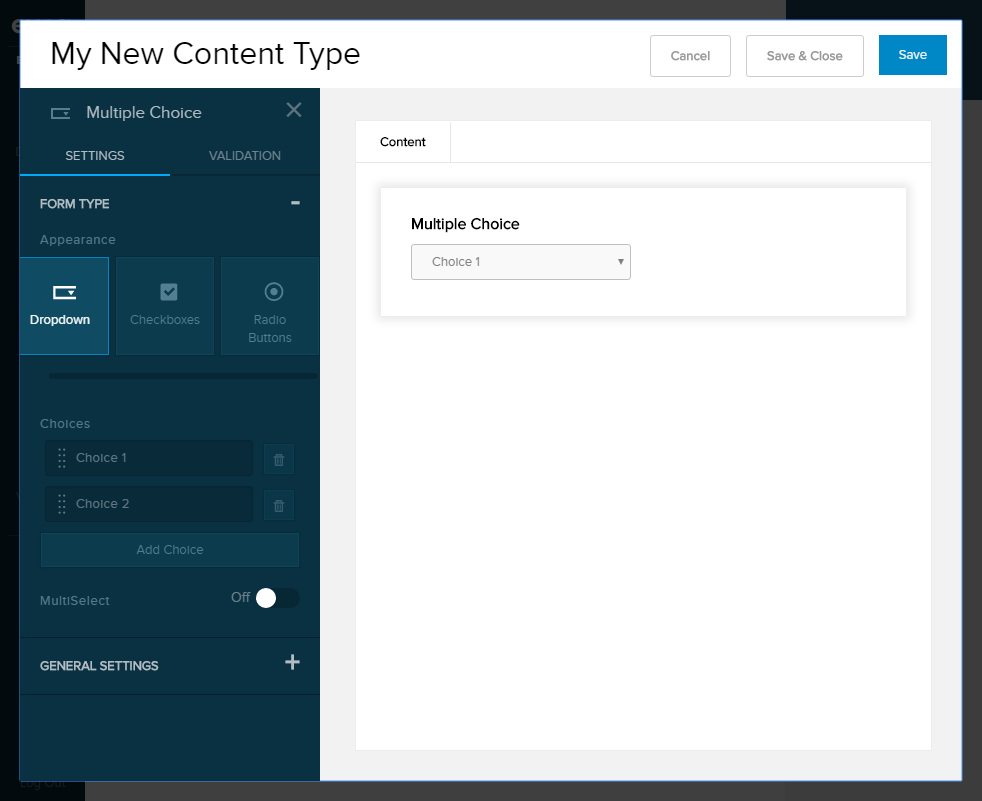 My New Content Type
Cancel
Save & Close
Save
Multiple Choice
SETTINGS
VALIDATION
FORM TYPE
Appearance
Dropdown
Checkboxes
Radio
Buttons
Choices
Choice 1
Choice 2
Add Choice
MultiSelect
Off
GENERAL SETTINGS
Content
Multiple Choice
Choice 1
Log Out